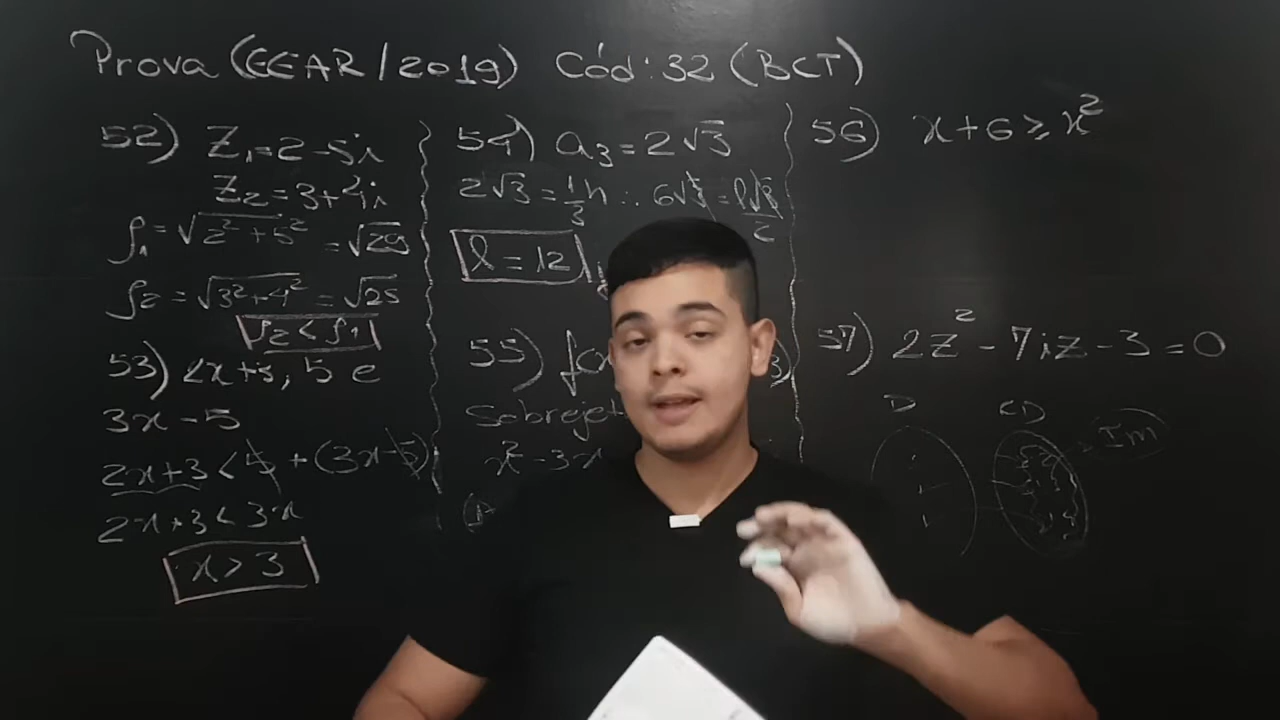 Prova (EEAR/2019) Cód: 32 (BCT)
52) Z₁=2-5i
Z₂=3+4i
ρ₁=√2²+5² =√29
ρ₂=√3²+4² =√25
ρ₂<ρ₁
53) 2x+3, 5 e
3x-5
2x+3<5+(3x-5)
2x+3<3x
x>3
54) a₃=2√3
2√3=1/3h ∴ 6√3=l√3/2
l=12
55)
x²-3x
56) x+6≥x²
57) 2z²-7iz-3=0
D CD
Im